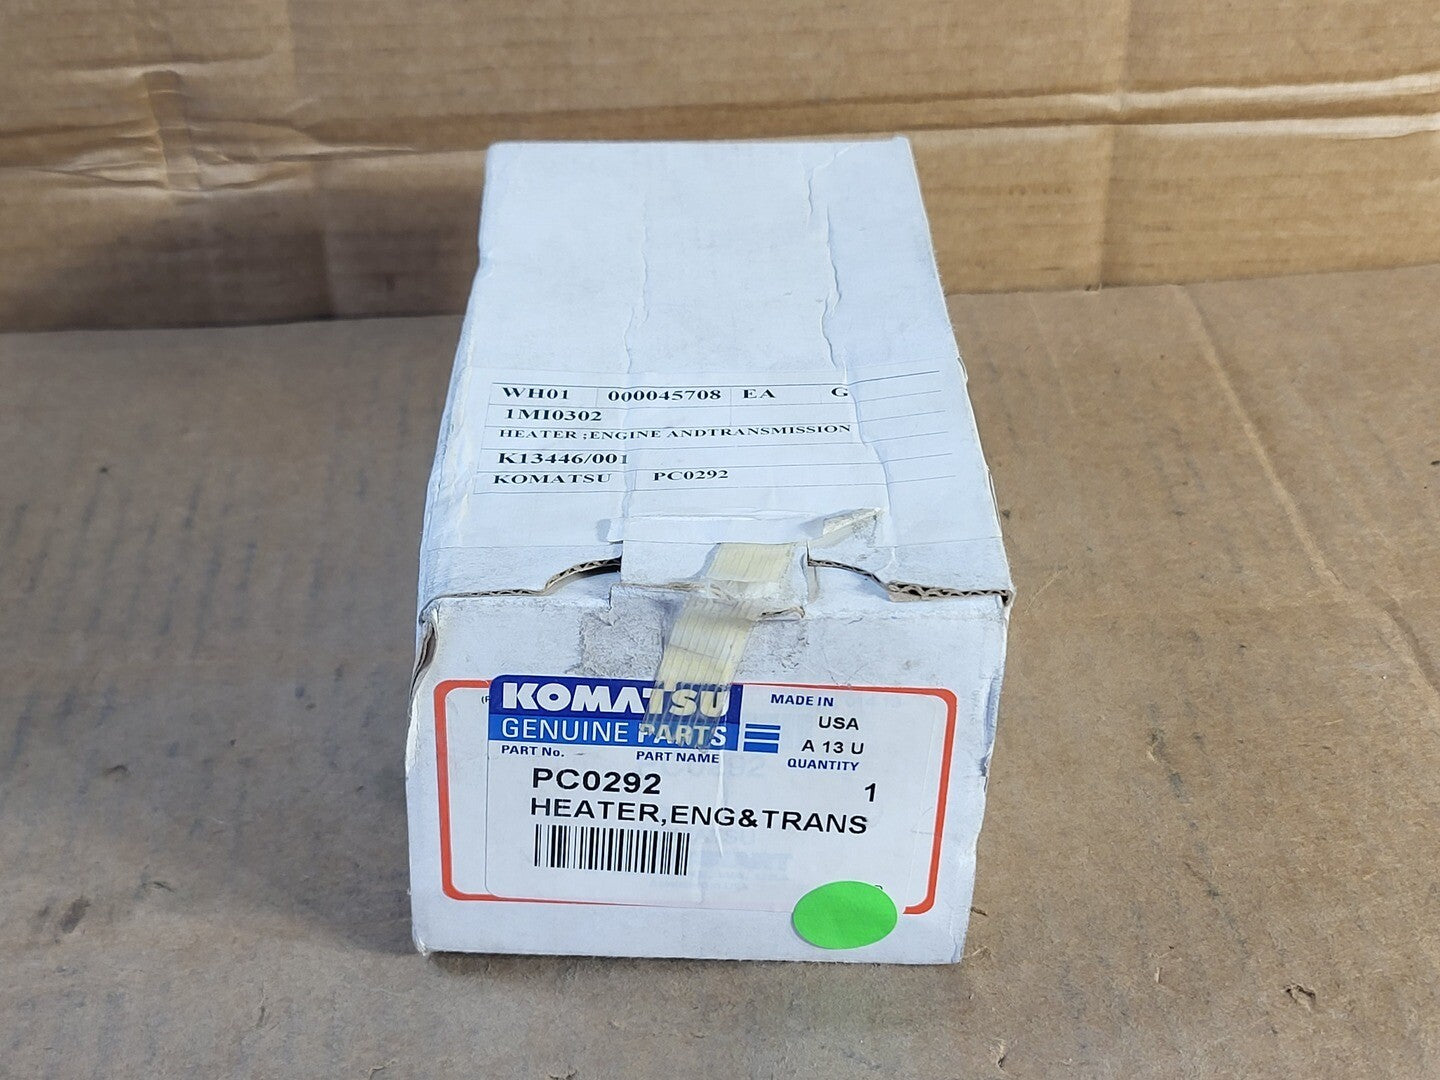 WH01 000045708 EA G
1MI0302
HEATER ;ENGINE ANDTRANSMISSION
K13446/001
KOMATSU PC0292
KOMATSU
GENUINE PARTS
MADE IN
USA
A 13 U
PART No. PART NAME QUANTITY
PC0292 1
HEATER,ENG&TRANS